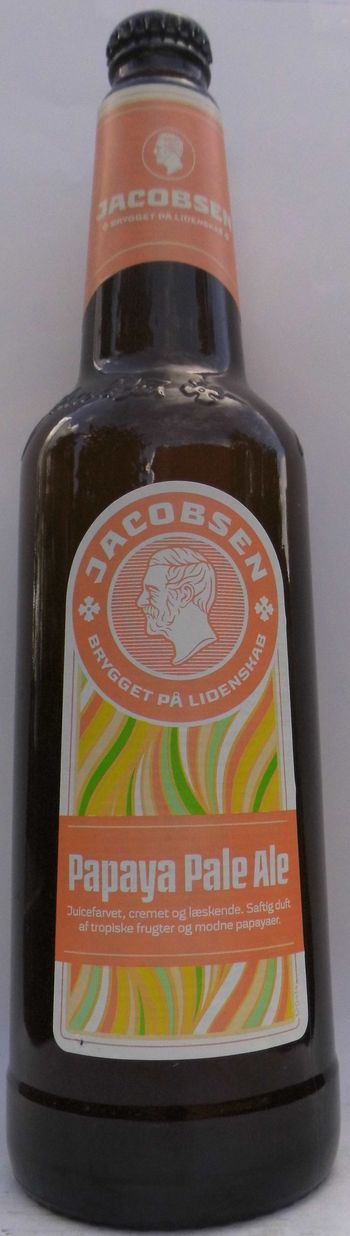 JACOBSEN
BRYGGET PÅ LIDENSKAB
JACOBSEN
BRYGGET PÅ LIDENSKAB
Papaya Pale Ale
Juicefarvet, cremet og læskende. Saftig duft
af tropiske frugter og modne papayaer.